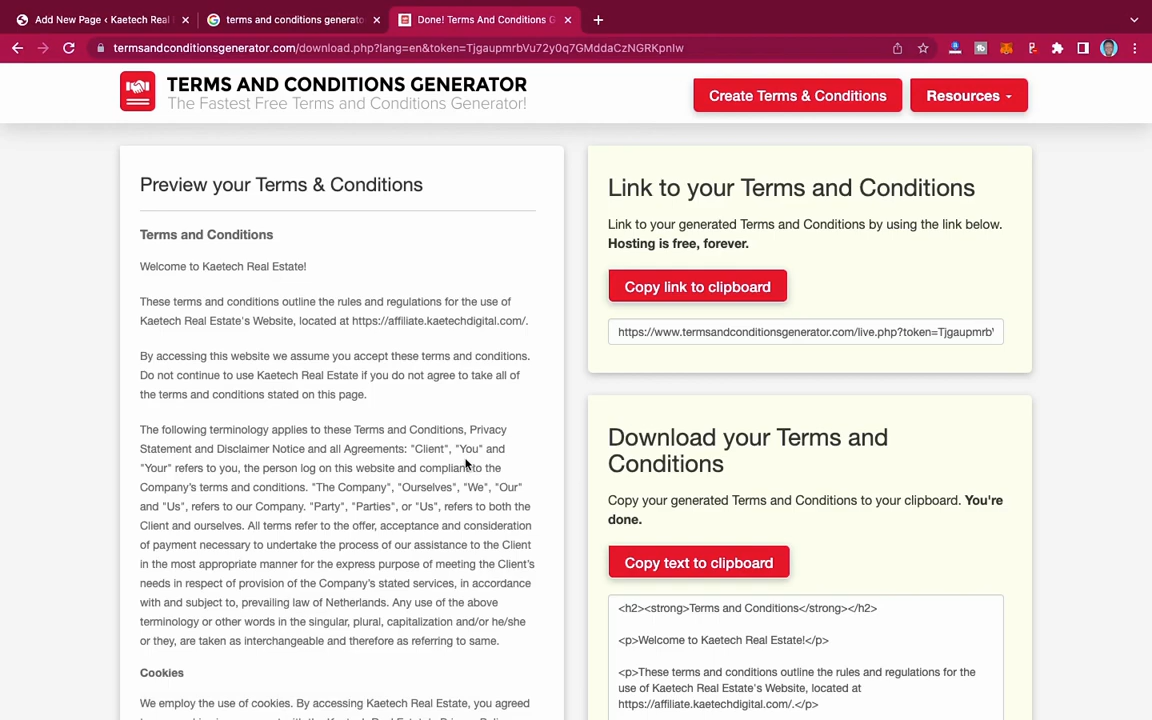 Add New Page ‹ Kaetech Real
terms and conditions generato
Done! Terms And Conditions G
termsandconditionsgenerator.com/download.php?lang=en&token=TjgaupmrbVu72y0q7GMddaCzNGRKpnIw
TERMS AND CONDITIONS GENERATOR
The Fastest Free Terms and Conditions Generator!
Create Terms & Conditions
Resources
Preview your Terms & Conditions
Terms and Conditions
Welcome to Kaetech Real Estate!
These terms and conditions outline the rules and regulations for the use of
Kaetech Real Estate's Website, located at https://affiliate.kaetechdigital.com/.
By accessing this website we assume you accept these terms and conditions.
Do not continue to use Kaetech Real Estate if you do not agree to take all of
the terms and conditions stated on this page.
The following terminology applies to these Terms and Conditions, Privacy
Statement and Disclaimer Notice and all Agreements: "Client", "You" and
"Your" refers to you, the person log on this website and compliant to the
Company's terms and conditions. "The Company", "Ourselves", "We", "Our"
and "Us", refers to our Company. "Party", "Parties", or "Us", refers to both the
Client and ourselves. All terms refer to the offer, acceptance and consideration
of payment necessary to undertake the process of our assistance to the Client
in the most appropriate manner for the express purpose of meeting the Client's
needs in respect of provision of the Company's stated services, in accordance
with and subject to, prevailing law of Netherlands. Any use of the above
terminology or other words in the singular, plural, capitalization and/or he/she
or they, are taken as interchangeable and therefore as referring to same.
Cookies
We employ the use of cookies. By accessing Kaetech Real Estate, you agreed
Link to your Terms and Conditions
Link to your generated Terms and Conditions by using the link below.
Hosting is free, forever.
Copy link to clipboard
https://www.termsandconditionsgenerator.com/live.php?token=Tjgaupmrb
Download your Terms and
Conditions
Copy your generated Terms and Conditions to your clipboard. You're
done.
Copy text to clipboard
<h2><strong>Terms and Conditions</strong></h2>
<p>Welcome to Kaetech Real Estate!</p>
<p>These terms and conditions outline the rules and regulations for the
use of Kaetech Real Estate's Website, located at
https://affiliate.kaetechdigital.com/.</p>